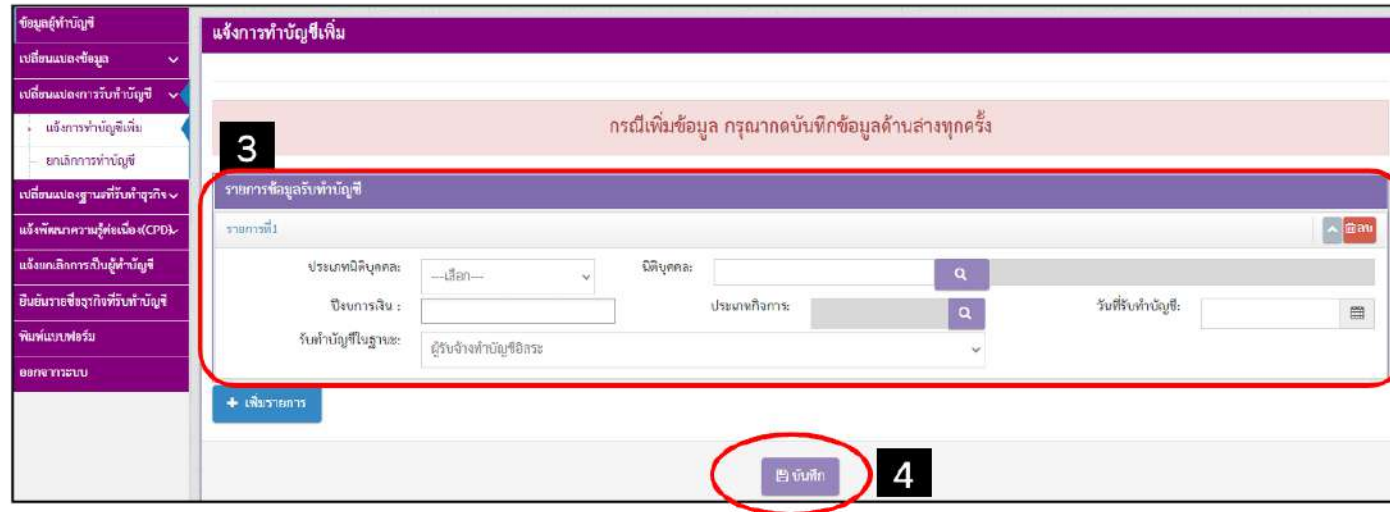 ข้อมูลผู้ทำบัญชี
เปลี่ยนแปลงข้อมูล
เปลี่ยนแปลงการรับทำบัญชี
แจ้งการทำบัญชีเพิ่ม
ยกเลิกการทำบัญชี
เปลี่ยนแปลงฐานะที่รับทำธุรกิจ
แจ้งพัฒนาความรู้ต่อเนื่อง(CPD)
แจ้งยกเลิกการเป็นผู้ทำบัญชี
ยืนยันรายชื่อธุรกิจที่รับทำบัญชี
พิมพ์แบบฟอร์ม
ออกจากระบบ
แจ้งการทำบัญชีเพิ่ม
กรณีเพิ่มข้อมูล กรุณากดบันทึกข้อมูลด้านล่างทุกครั้ง
3
รายการข้อมูลรับทำบัญชี
รายการที่1 ลบ
ประเภทนิติบุคคล: ---เลือก--- นิติบุคคล:
ปีงบการเงิน : ประเภทกิจการ: วันที่รับทำบัญชี:
รับทำบัญชีในฐานะ: ผู้รับจ้างทำบัญชีอิสระ
+ เพิ่มรายการ
บันทึก 4